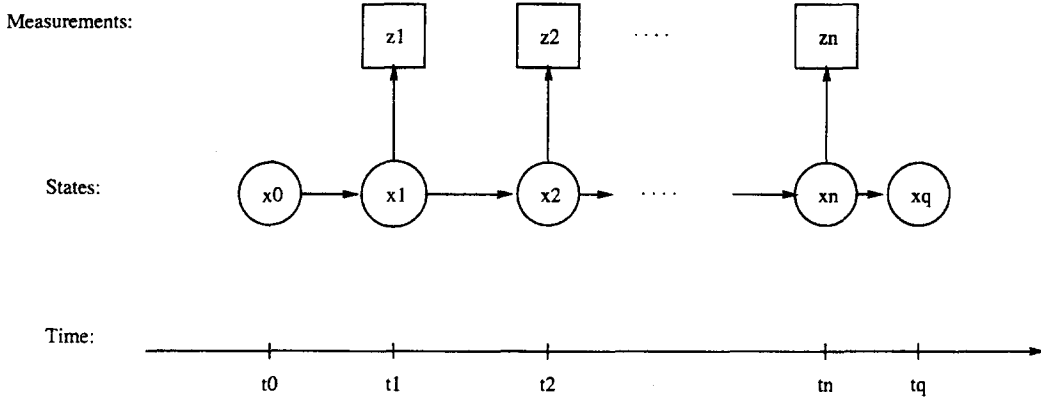 Measurements: z1 z2 .... zn
States: x0 x1 x2 .... xn xq
Time:
t0 t1 t2 tn tq